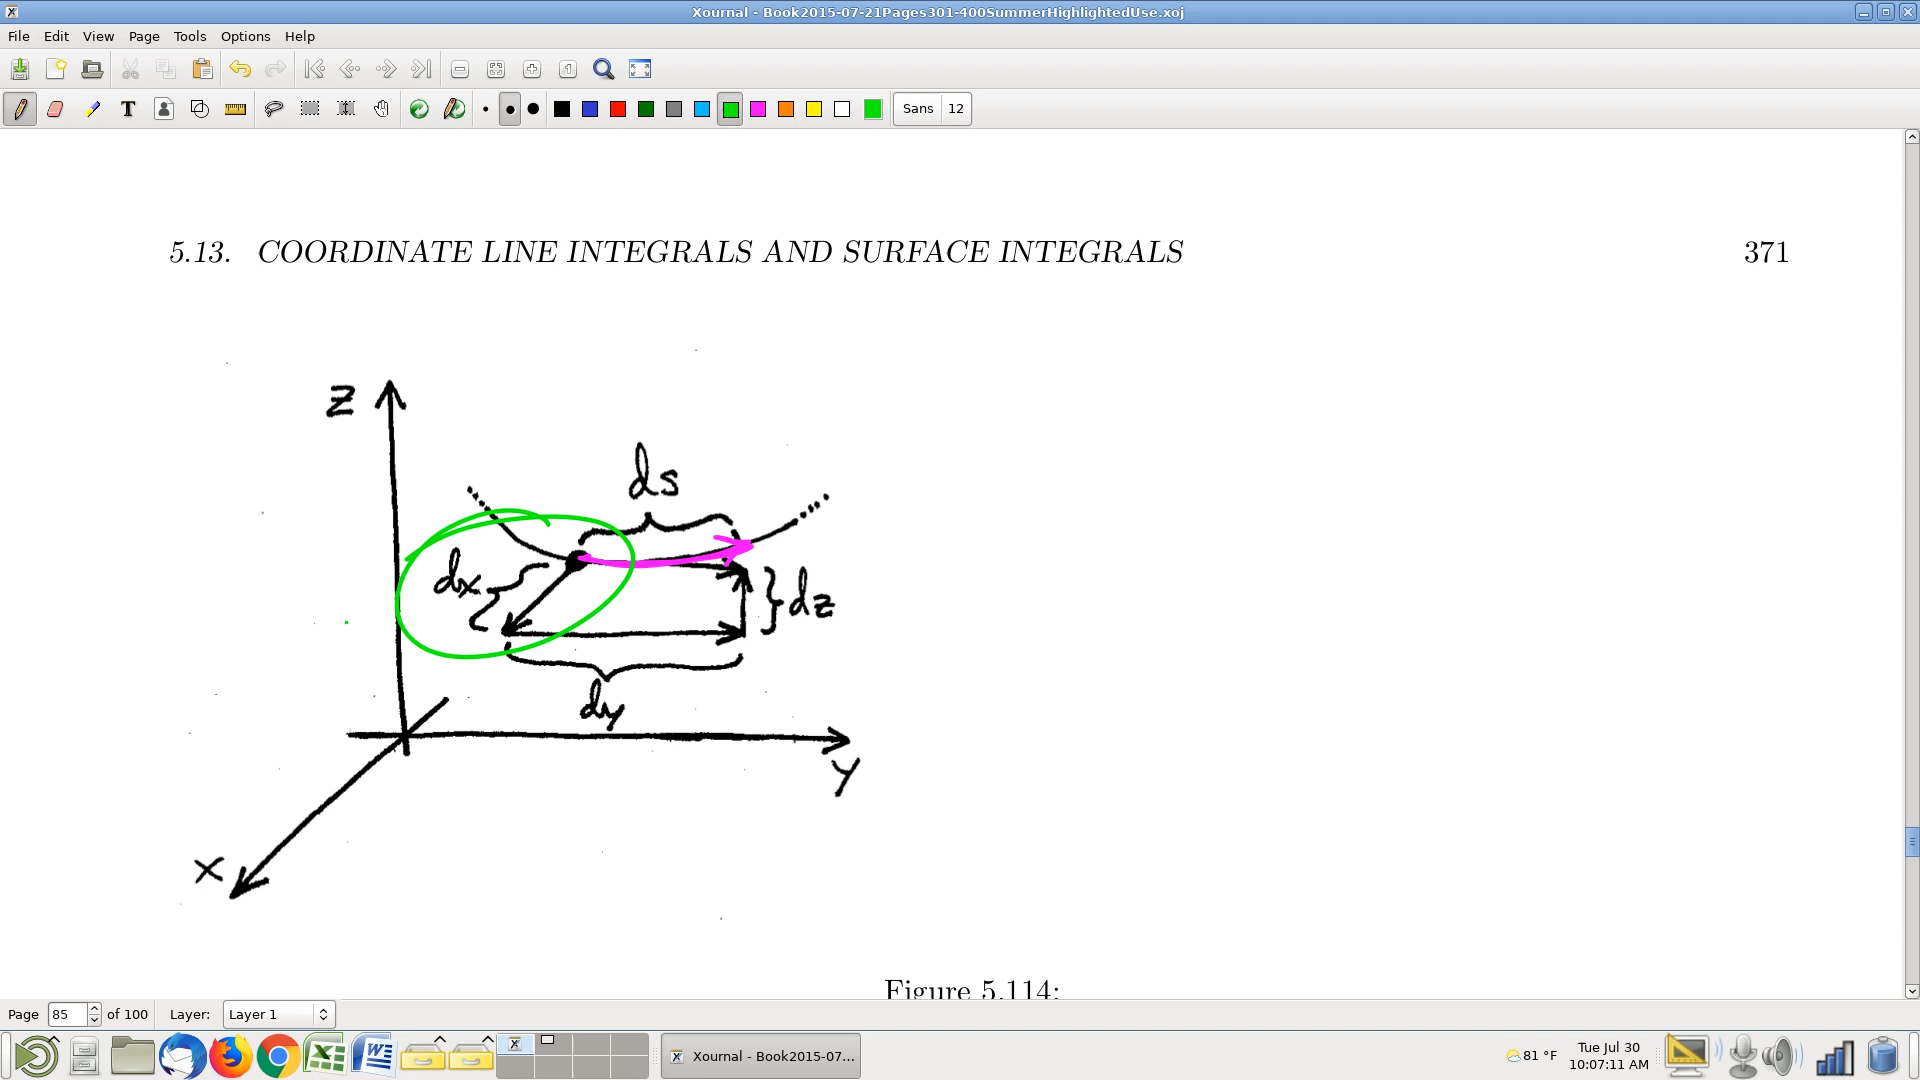 Xournal - Book2015-07-21Pages301-400SummerHighlightedUse.xoj
File Edit View Page Tools Options Help
T Sans 12
5.13. COORDINATE LINE INTEGRALS AND SURFACE INTEGRALS 371
z
ds
dx
dz
dy
y
x
Figure 5.114:
Page 85 of 100 Layer: Layer 1
Xournal - Book2015-07...
81 °F
Tue Jul 30
10:07:11 AM